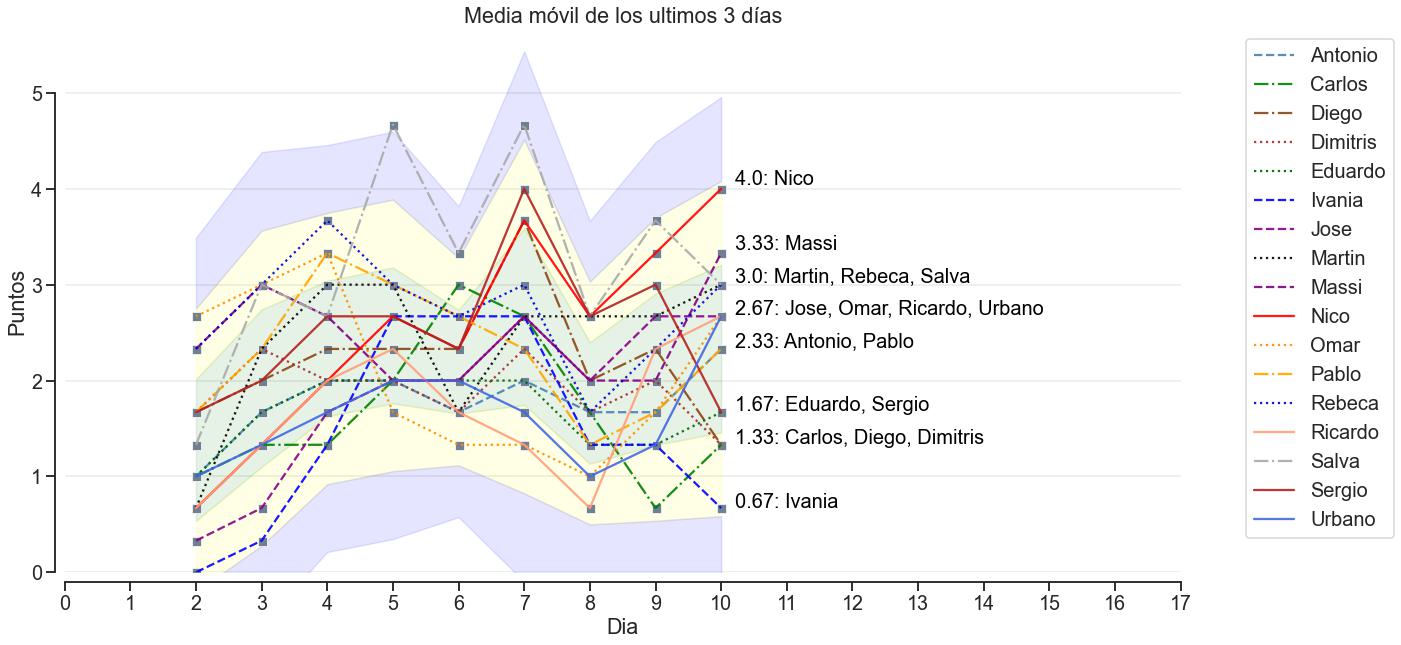 Media móvil de los ultimos 3 días
Puntos
5
4
3
2
1
0
4.0: Nico
3.33: Massi
3.0: Martin, Rebeca, Salva
2.67: Jose, Omar, Ricardo, Urbano
2.33: Antonio, Pablo
1.67: Eduardo, Sergio
1.33: Carlos, Diego, Dimitris
0.67: Ivania
0 1 2 3 4 5 6 7 8 9 10 11 12 13 14 15 16 17
Dia
Antonio
Carlos
Diego
Dimitris
Eduardo
Ivania
Jose
Martin
Massi
Nico
Omar
Pablo
Rebeca
Ricardo
Salva
Sergio
Urbano